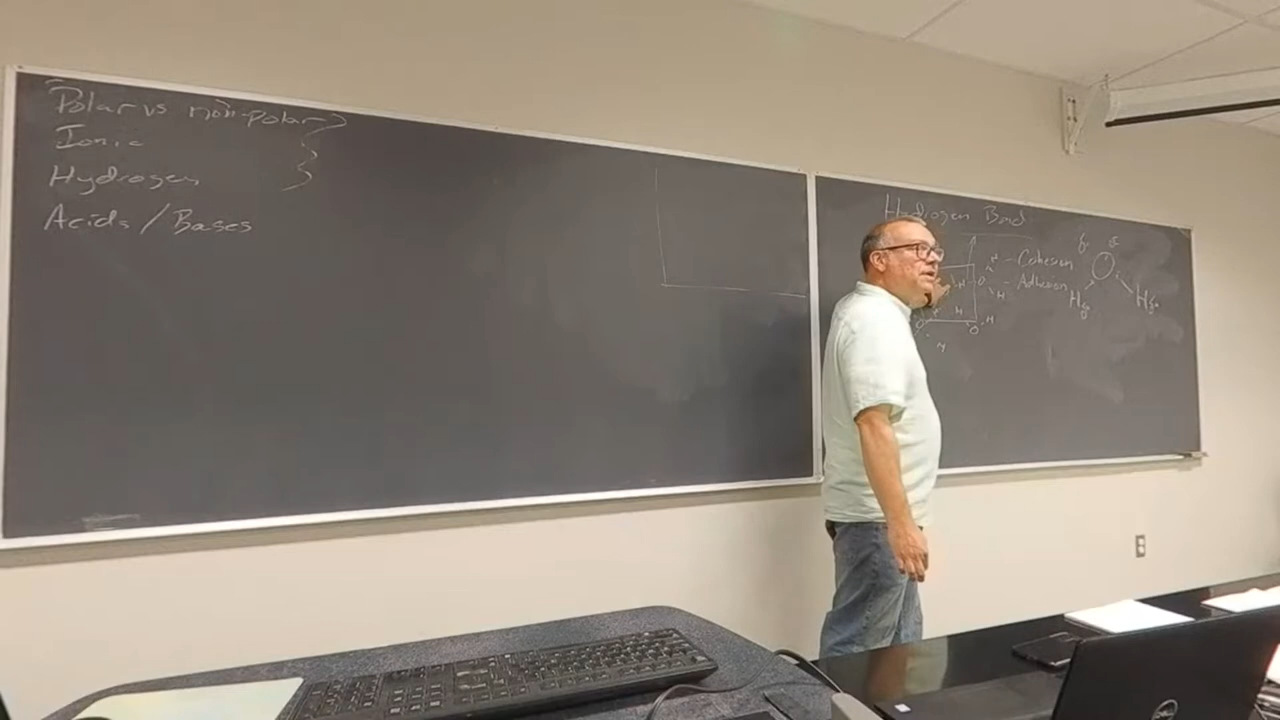 Polar vs non-polar
Ionic
Hydrogen
Acids / Bases
Hydrogen Bond
- Cohesion
- Adhesion
H
H
H
H
O
H
O
H
H